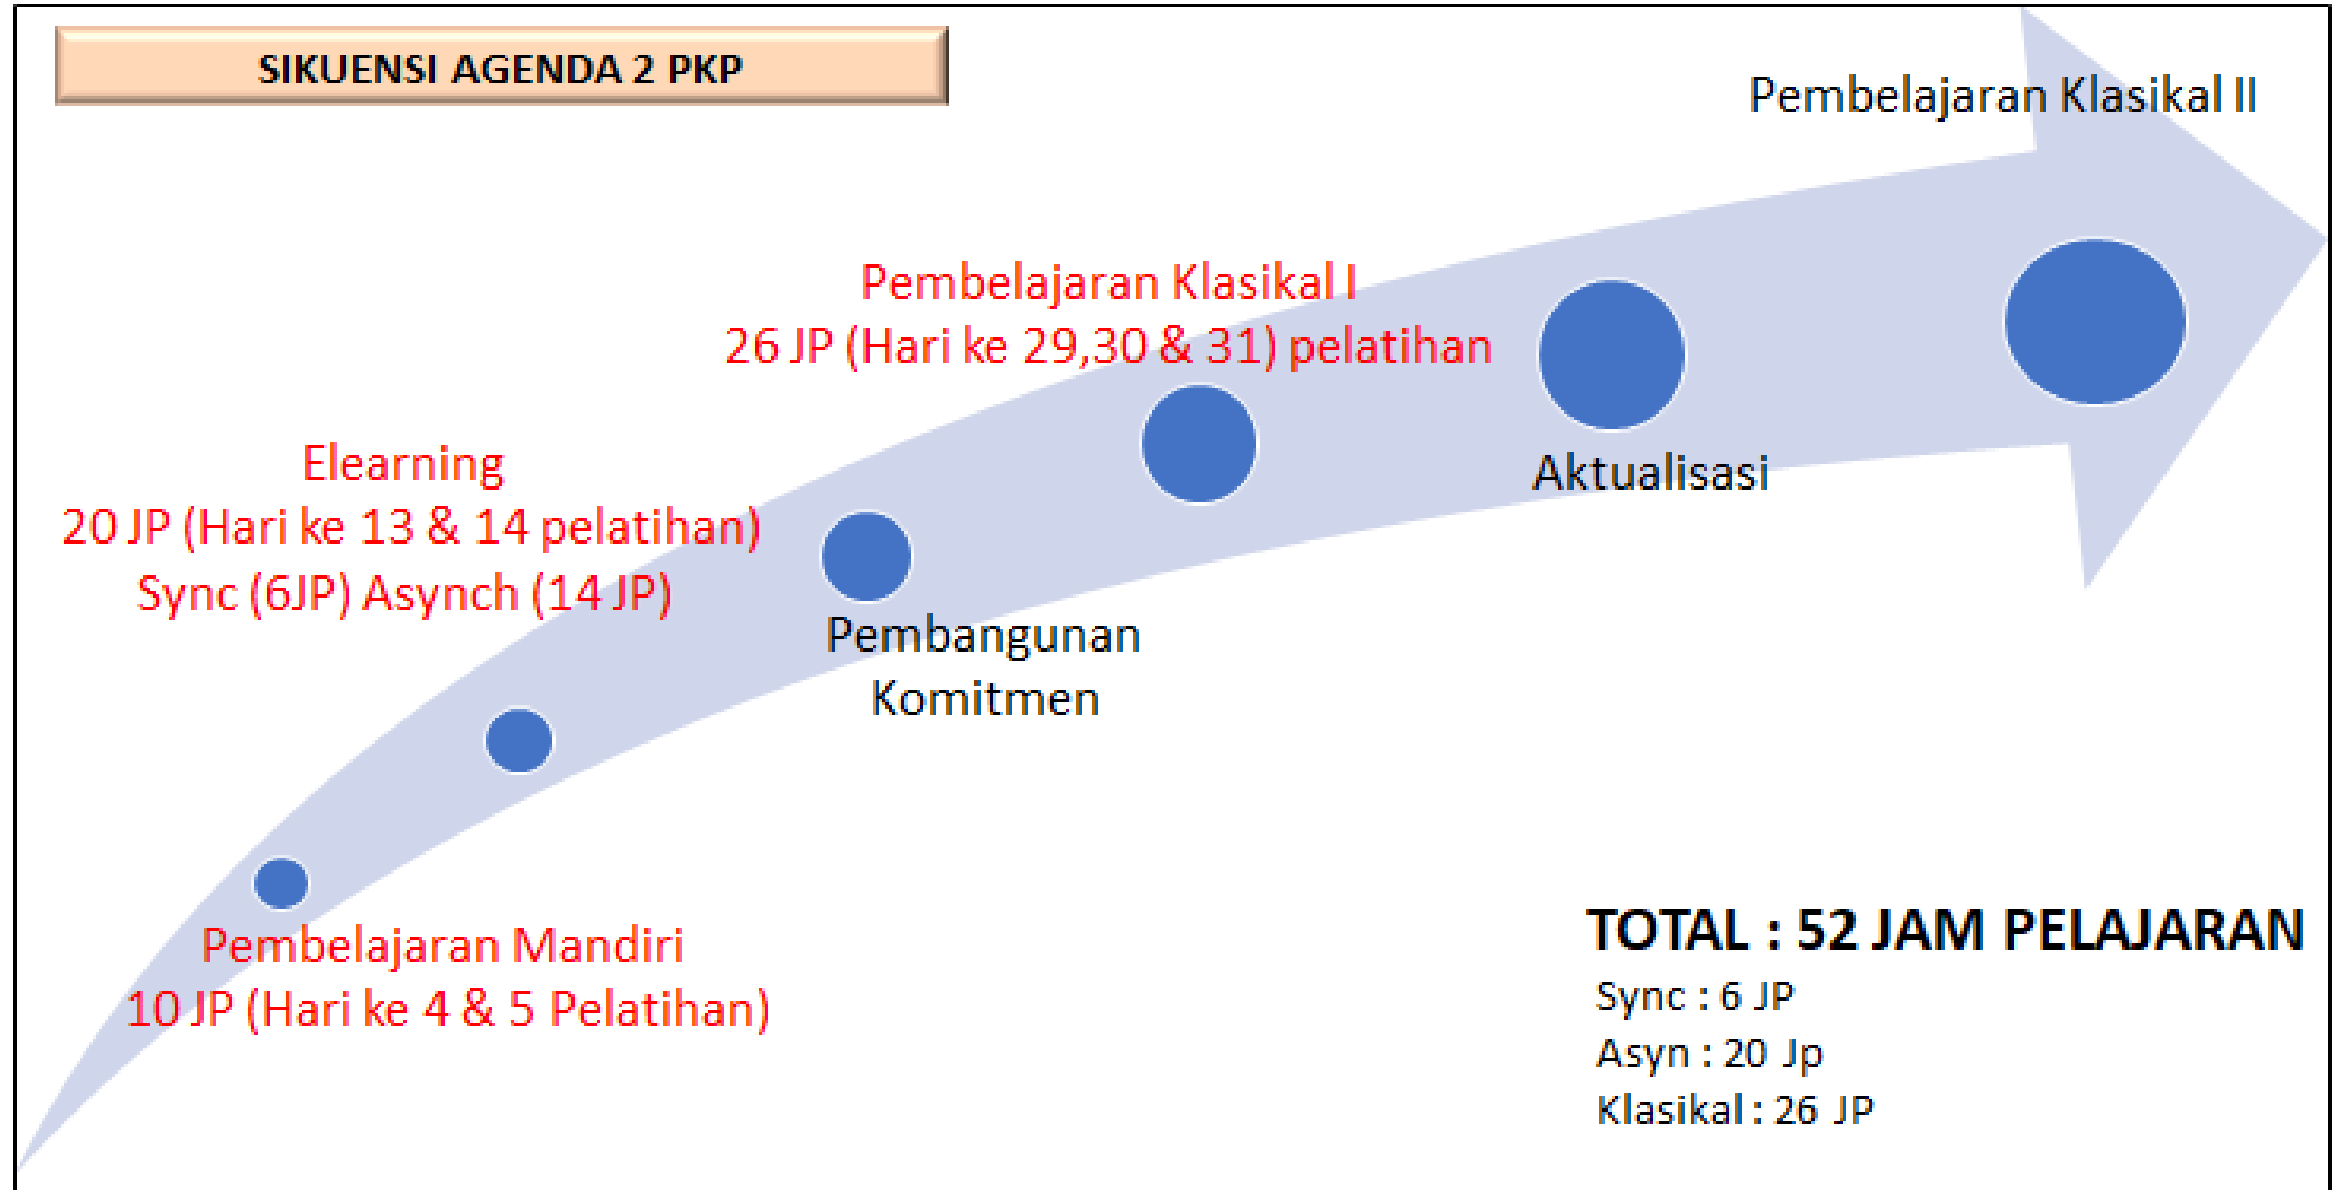 SIKUENSI AGENDA 2 PKP
Pembelajaran Klasikal II
Pembelajaran Klasikal I
26 JP (Hari ke 29,30 & 31) pelatihan
Aktualisasi
Elearning
20 JP (Hari ke 13 & 14 pelatihan)
Sync (6JP) Asynch (14 JP)
Pembangunan
Komitmen
Pembelajaran Mandiri
10 JP (Hari ke 4 & 5 Pelatihan)
TOTAL : 52 JAM PELAJARAN
Sync : 6 JP
Asyn : 20 Jp
Klasikal : 26 JP